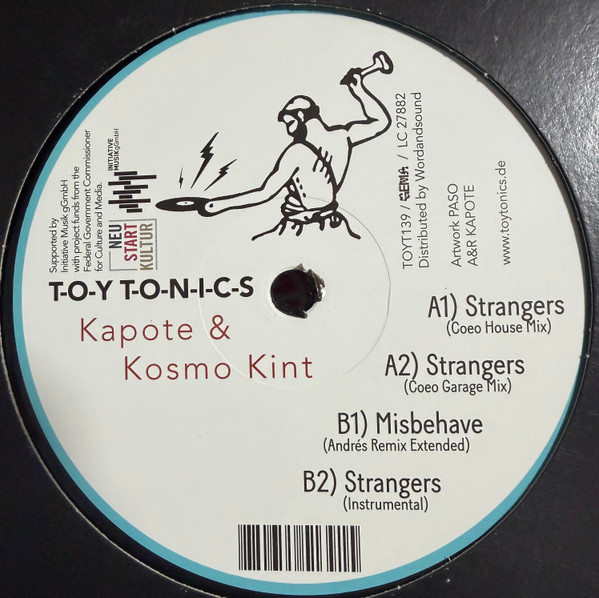 Supported by
Initiative Musik gGmbH
with project funds from the
Federal Government Commissioner
for Culture and Media.
INITIATIVE
MUSIK gGmbH
NEU
START
KULTUR
TOYT139 / GEMA / LC 27882
Distributed by Wordandsound
Artwork PASO
A&R KAPOTE
www.toytonics.de
T-O-Y T-O-N-I-C-S
Kapote &
Kosmo Kint
A1) Strangers
(Coeo House Mix)
A2) Strangers
(Coeo Garage Mix)
B1) Misbehave
(Andrés Remix Extended)
B2) Strangers
(Instrumental)